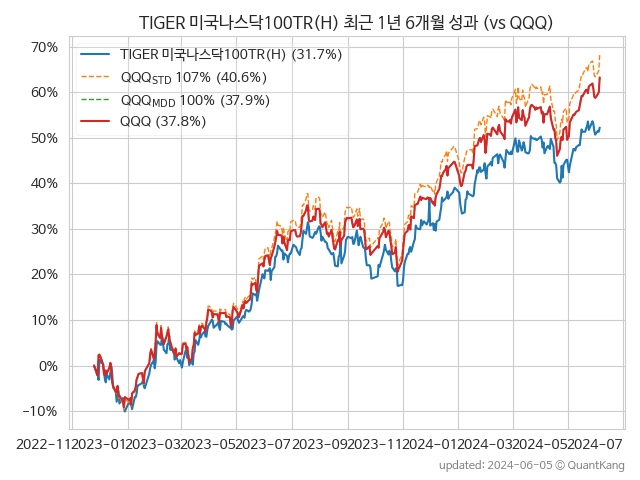 TIGER 미국나스닥100TR(H) 최근 1년 6개월 성과 (vs QQQ)
70%
60%
50%
40%
30%
20%
10%
0%
−10%
TIGER 미국나스닥100TR(H) (31.7%)
QQQSTD 107% (40.6%)
QQQMDD 100% (37.9%)
QQQ (37.8%)
2022-11 2023-01 2023-03 2023-05 2023-07 2023-09 2023-11 2024-01 2024-03 2024-05 2024-07
updated: 2024-06-05 © QuantKang